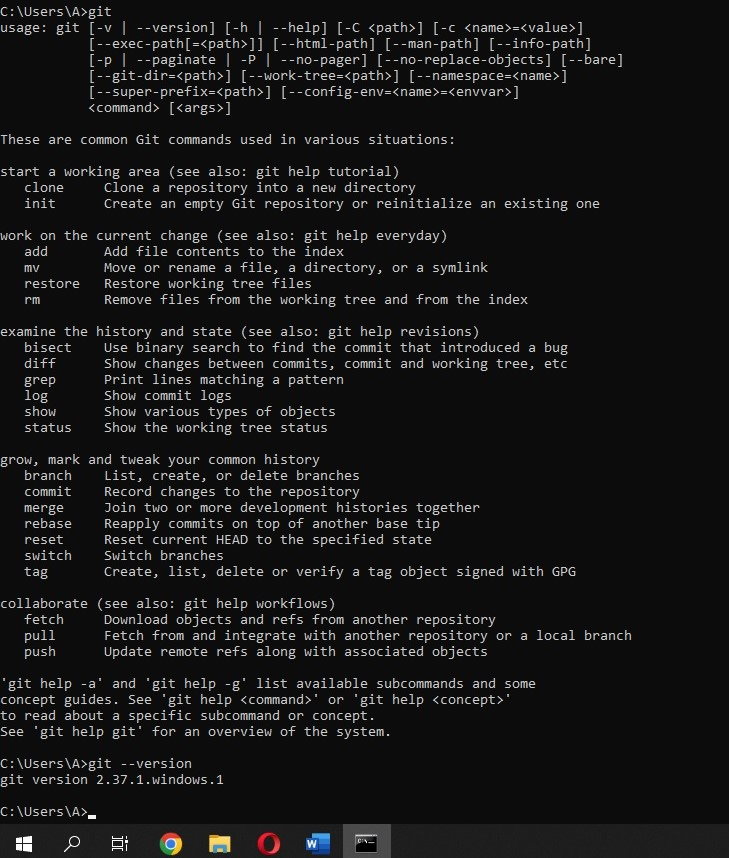 C:\Users\A>git
usage: git [-v | --version] [-h | --help] [-C <path>] [-c <name>=<value>]
           [--exec-path[=<path>]] [--html-path] [--man-path] [--info-path]
           [-p | --paginate | -P | --no-pager] [--no-replace-objects] [--bare]
           [--git-dir=<path>] [--work-tree=<path>] [--namespace=<name>]
           [--super-prefix=<path>] [--config-env=<name>=<envvar>]
           <command> [<args>]

These are common Git commands used in various situations:

start a working area (see also: git help tutorial)
   clone     Clone a repository into a new directory
   init      Create an empty Git repository or reinitialize an existing one

work on the current change (see also: git help everyday)
   add       Add file contents to the index
   mv        Move or rename a file, a directory, or a symlink
   restore   Restore working tree files
   rm        Remove files from the working tree and from the index

examine the history and state (see also: git help revisions)
   bisect    Use binary search to find the commit that introduced a bug
   diff      Show changes between commits, commit and working tree, etc
   grep      Print lines matching a pattern
   log       Show commit logs
   show      Show various types of objects
   status    Show the working tree status

grow, mark and tweak your common history
   branch    List, create, or delete branches
   commit    Record changes to the repository
   merge     Join two or more development histories together
   rebase    Reapply commits on top of another base tip
   reset     Reset current HEAD to the specified state
   switch    Switch branches
   tag       Create, list, delete or verify a tag object signed with GPG

collaborate (see also: git help workflows)
   fetch     Download objects and refs from another repository
   pull      Fetch from and integrate with another repository or a local branch
   push      Update remote refs along with associated objects

'git help -a' and 'git help -g' list available subcommands and some
concept guides. See 'git help <command>' or 'git help <concept>'
to read about a specific subcommand or concept.
See 'git help git' for an overview of the system.

C:\Users\A>git --version
git version 2.37.1.windows.1

C:\Users\A>
W